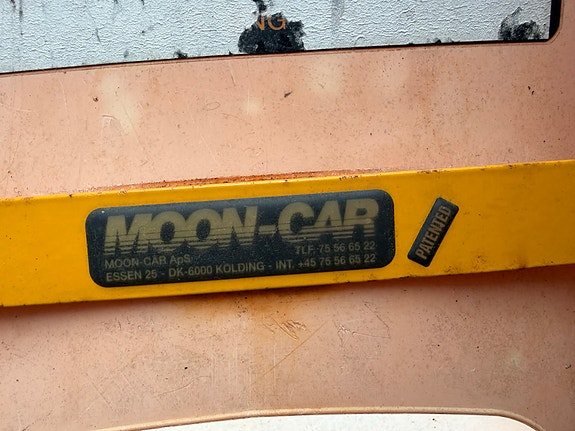 NG
MOON-CAR
MOON-CAR ApS TLF. 75 56 65 22
ESSEN 25 - DK-6000 KOLDING - INT. +45 75 56 65 22
PATENTED